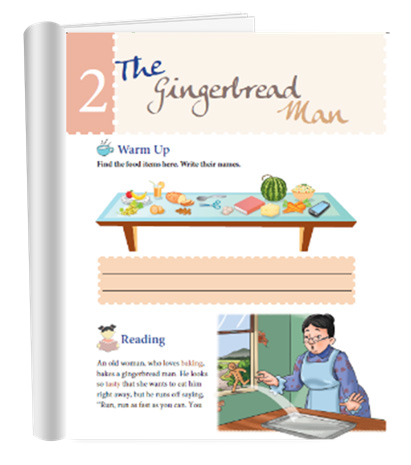 2
The
Gingerbread
Man
Warm Up
Find the food items here. Write their names.
Reading
An old woman, who loves baking,
bakes a gingerbread man. He looks
so tasty that she wants to eat him
right away, but he runs off saying,
"Run, run as fast as you can. You